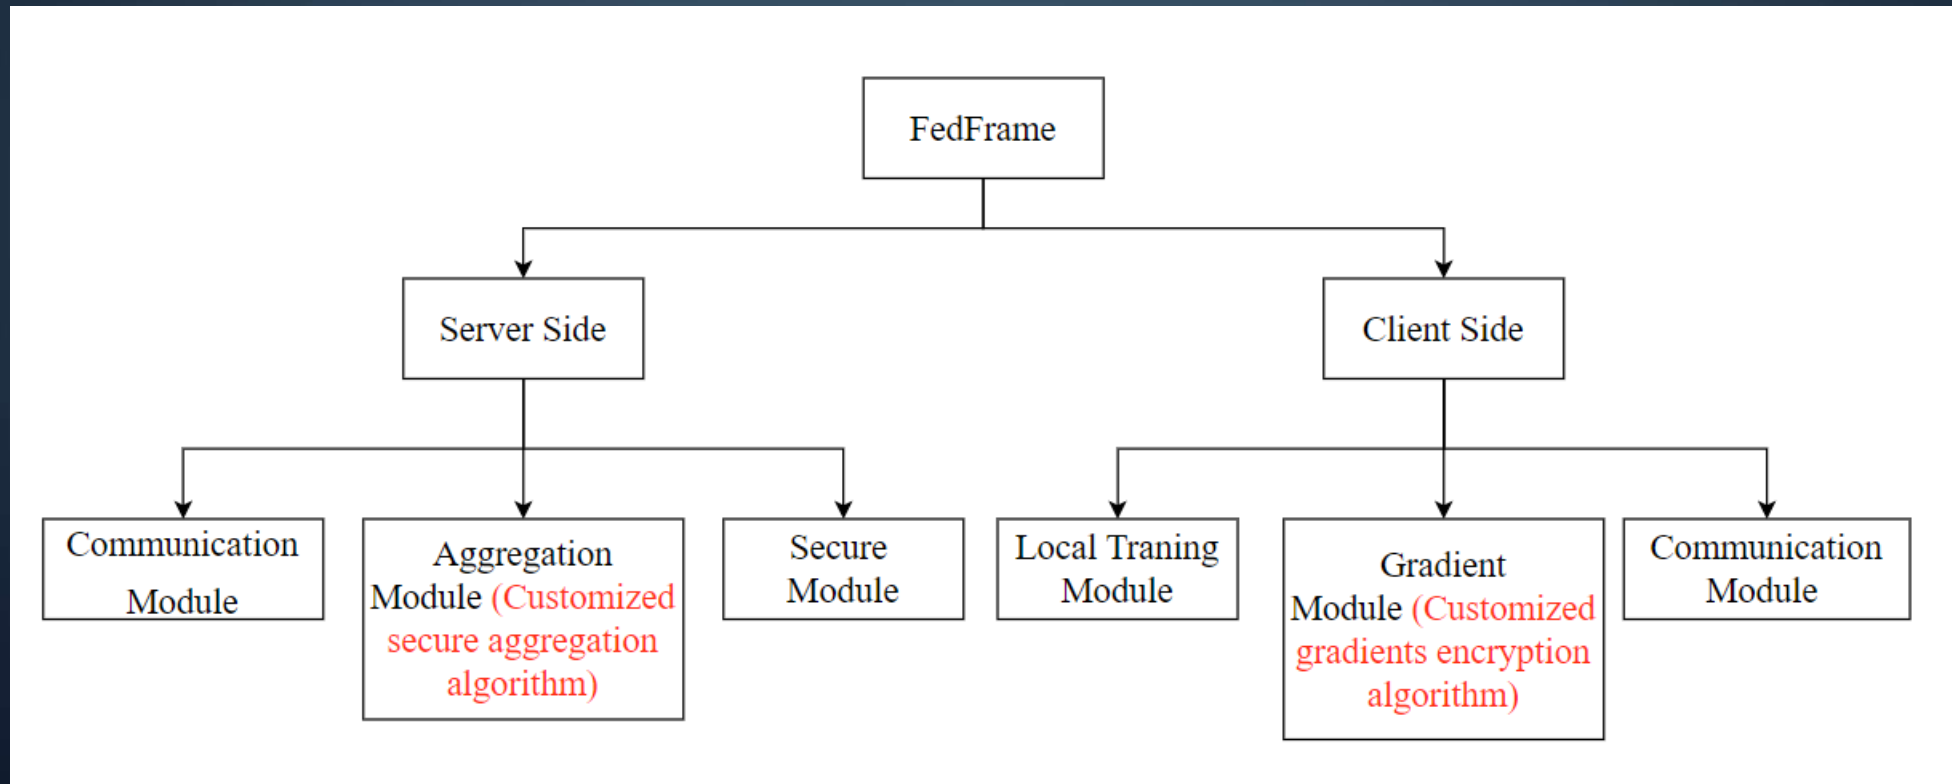 FedFrame
Server Side
Client Side
Communication
Module
Aggregation
Module (Customized
secure aggregation
algorithm)
Secure
Module
Local Traning
Module
Gradient
Module (Customized
gradients encryption
algorithm)
Communication
Module